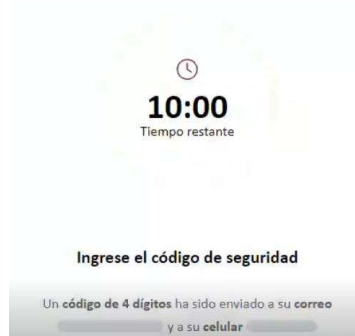 10:00
Tiempo restante
Ingrese el código de seguridad
Un código de 4 dígitos ha sido enviado a su correo
y a su celular